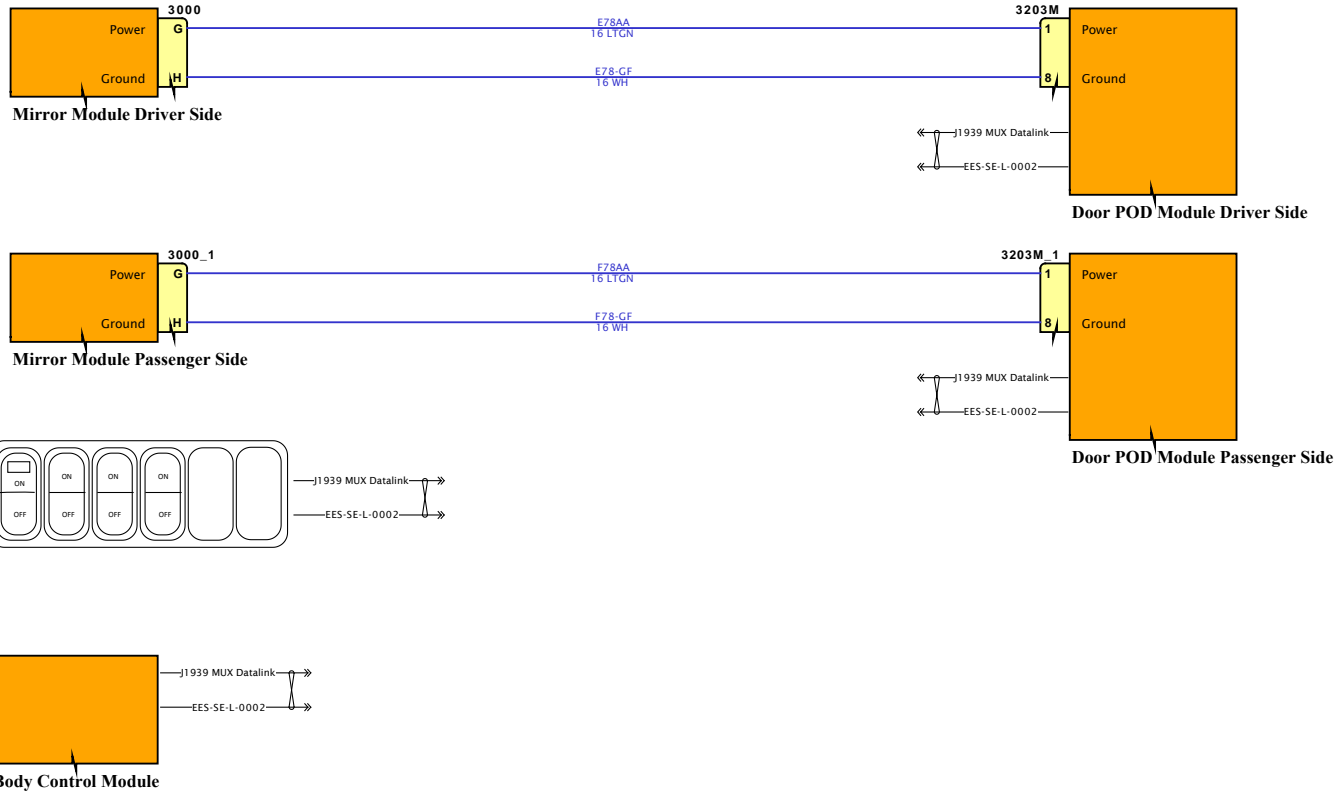 3000
3203M
Power
G
E78AA
16 LTGN
1
Power
Ground
H
E78-GF
16 WH
8
Ground
Mirror Module Driver Side
J1939 MUX Datalink
EES-SE-L-0002
Door POD Module Driver Side
3000_1
3203M_1
Power
G
F78AA
16 LTGN
1
Power
Ground
H
F78-GF
16 WH
8
Ground
Mirror Module Passenger Side
J1939 MUX Datalink
EES-SE-L-0002
Door POD Module Passenger Side
ON ON ON ON
OFF OFF OFF OFF
J1939 MUX Datalink
EES-SE-L-0002
J1939 MUX Datalink
EES-SE-L-0002
Body Control Module